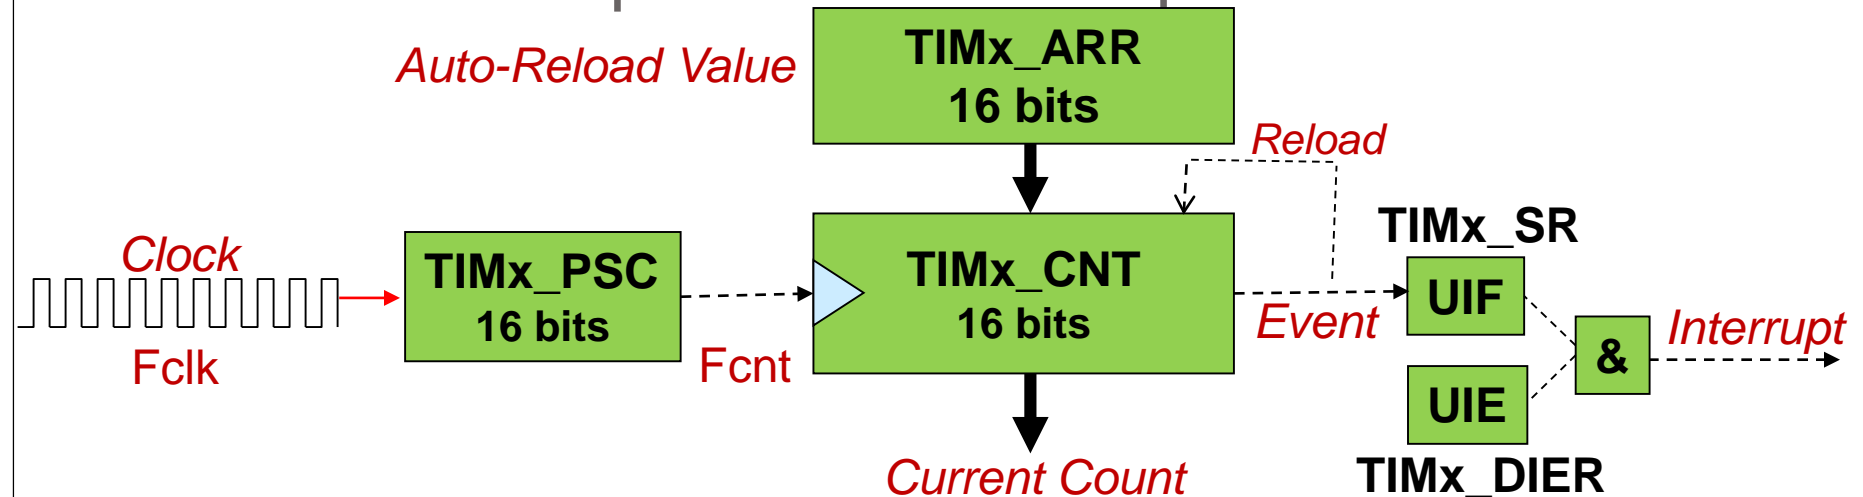 Auto-Reload Value
TIMx_ARR
16 bits
Reload
Clock
Fclk
TIMx_PSC
16 bits
Fcnt
TIMx_CNT
16 bits
Event
TIMx_SR
UIF
UIE
TIMx_DIER
&
Interrupt
Current Count